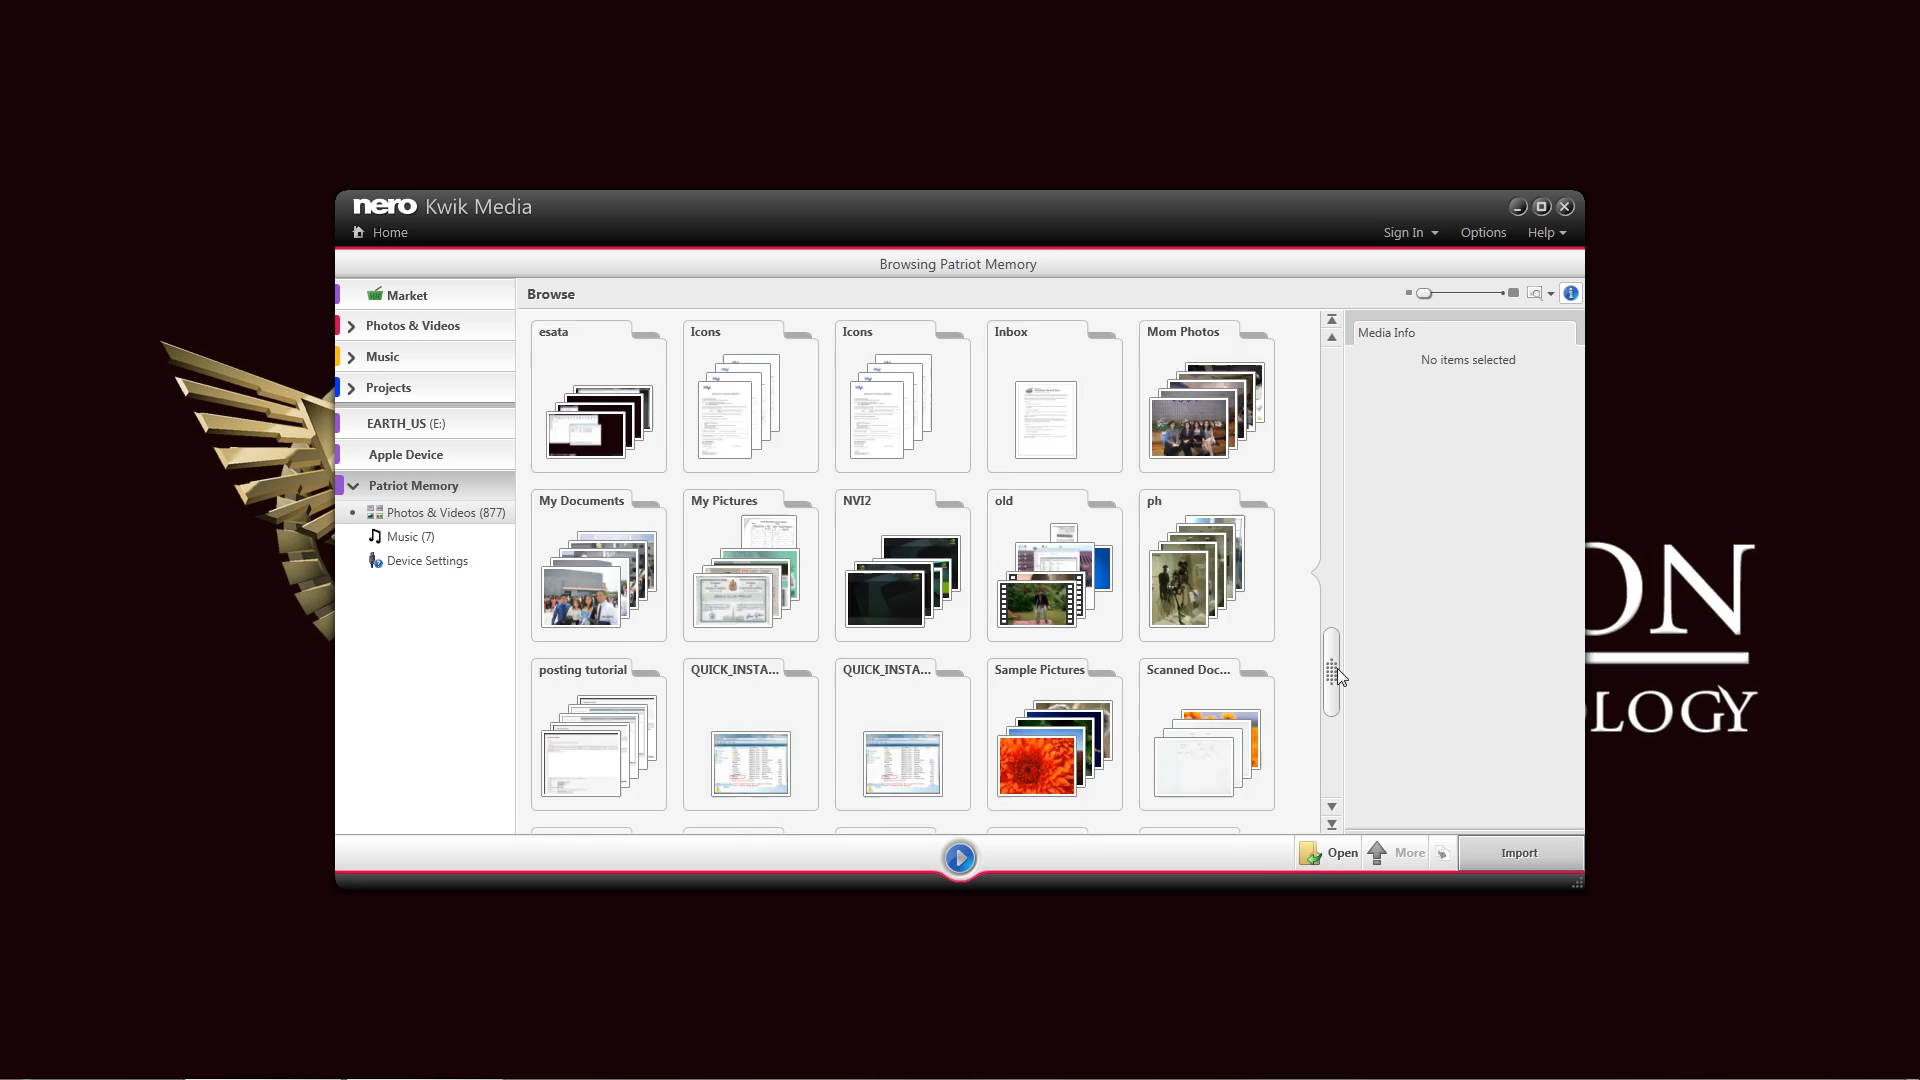 nero Kwik Media
Home
Sign In
Options
Help
Browsing Patriot Memory
Market
Photos & Videos
Music
Projects
EARTH_US (E:)
Apple Device
Patriot Memory
Photos & Videos (877)
Music (7)
Device Settings
Browse
esata
Icons
Icons
Inbox
Mom Photos
My Documents
My Pictures
NVI2
old
ph
posting tutorial
QUICK_INSTA...
QUICK_INSTA...
Sample Pictures
Scanned Doc...
Media Info
No items selected
Open
More
Import
ON
LOGY